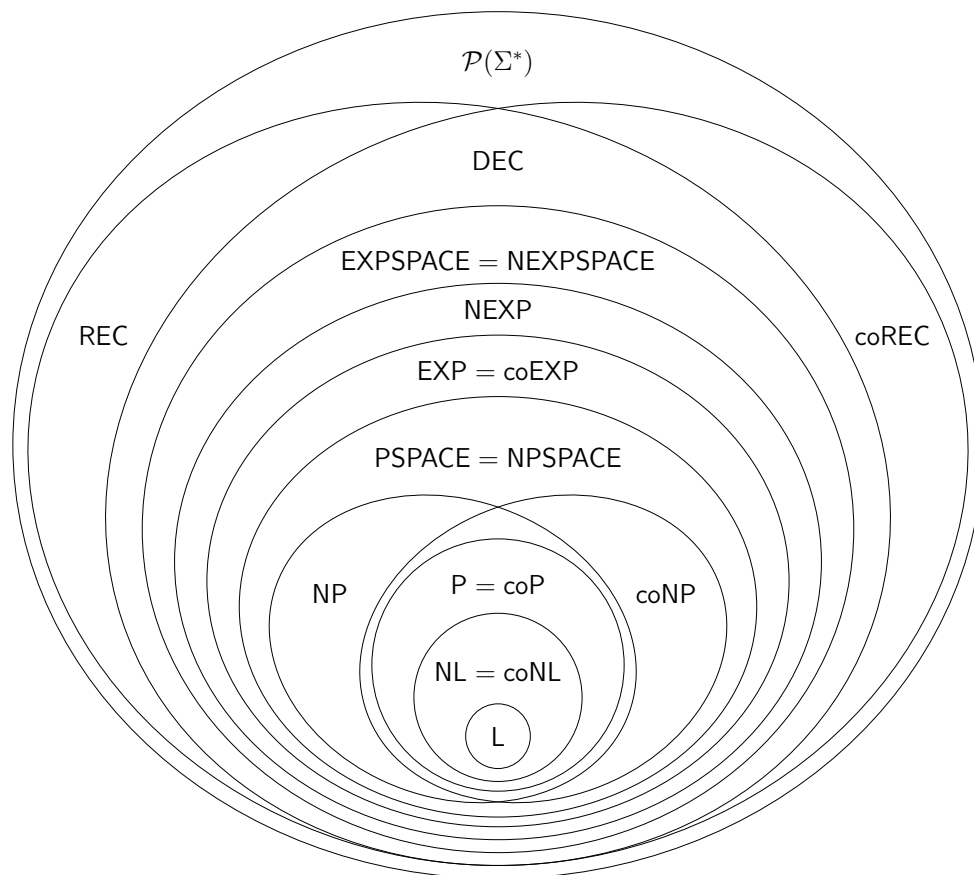 𝒫(Σ*)
DEC
EXPSPACE = NEXPSPACE
NEXP
REC
coREC
EXP = coEXP
PSPACE = NPSPACE
NP
P = coP
coNP
NL = coNL
L